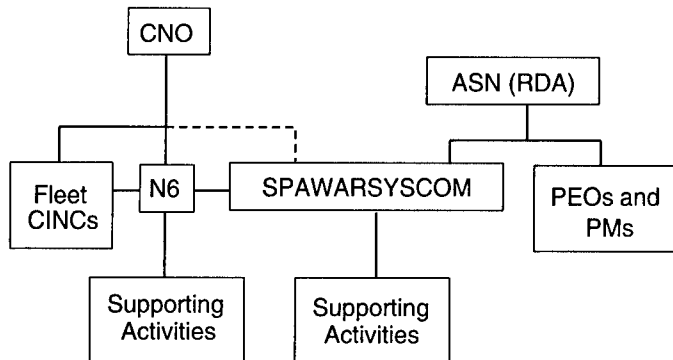 CNO
ASN (RDA)
Fleet
CINCs
N6
SPAWARSYSCOM
PEOs and
PMs
Supporting
Activities
Supporting
Activities